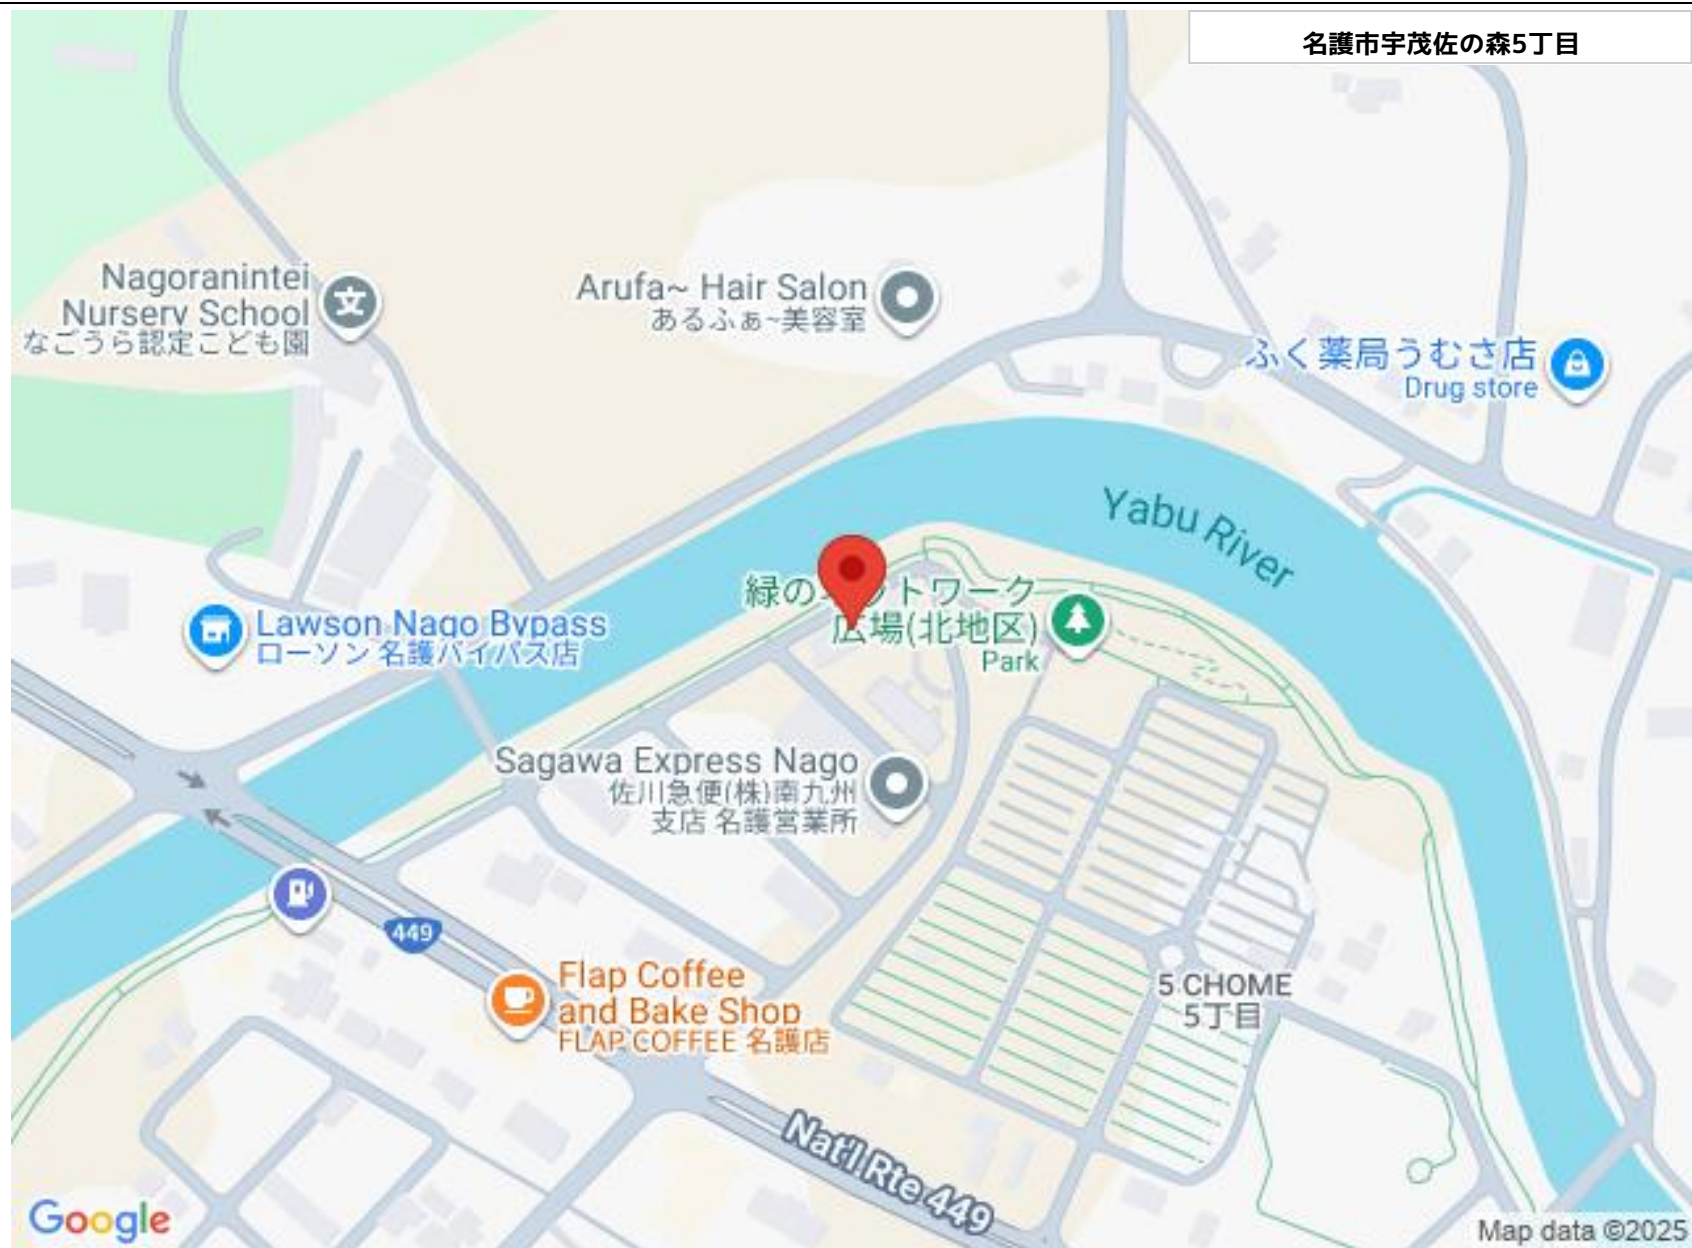 名護市宇茂佐の森5丁目
Nagoranintei
Nursery School
なごうら認定こども園
Arufa~ Hair Salon
あるふぁ~美容室
ふく薬局うむさ店
Drug store
Yabu River
緑の
トワーク
広場(北地区)
Park
Lawson Nago Bypass
ローソン 名護バイパス店
Sagawa Express Nago
佐川急便(株)南九州
支店 名護営業所
449
Flap Coffee
and Bake Shop
FLAP COFFEE 名護店
5 CHOME
5丁目
Nat'l Rte 449
Google
Map data ©2025